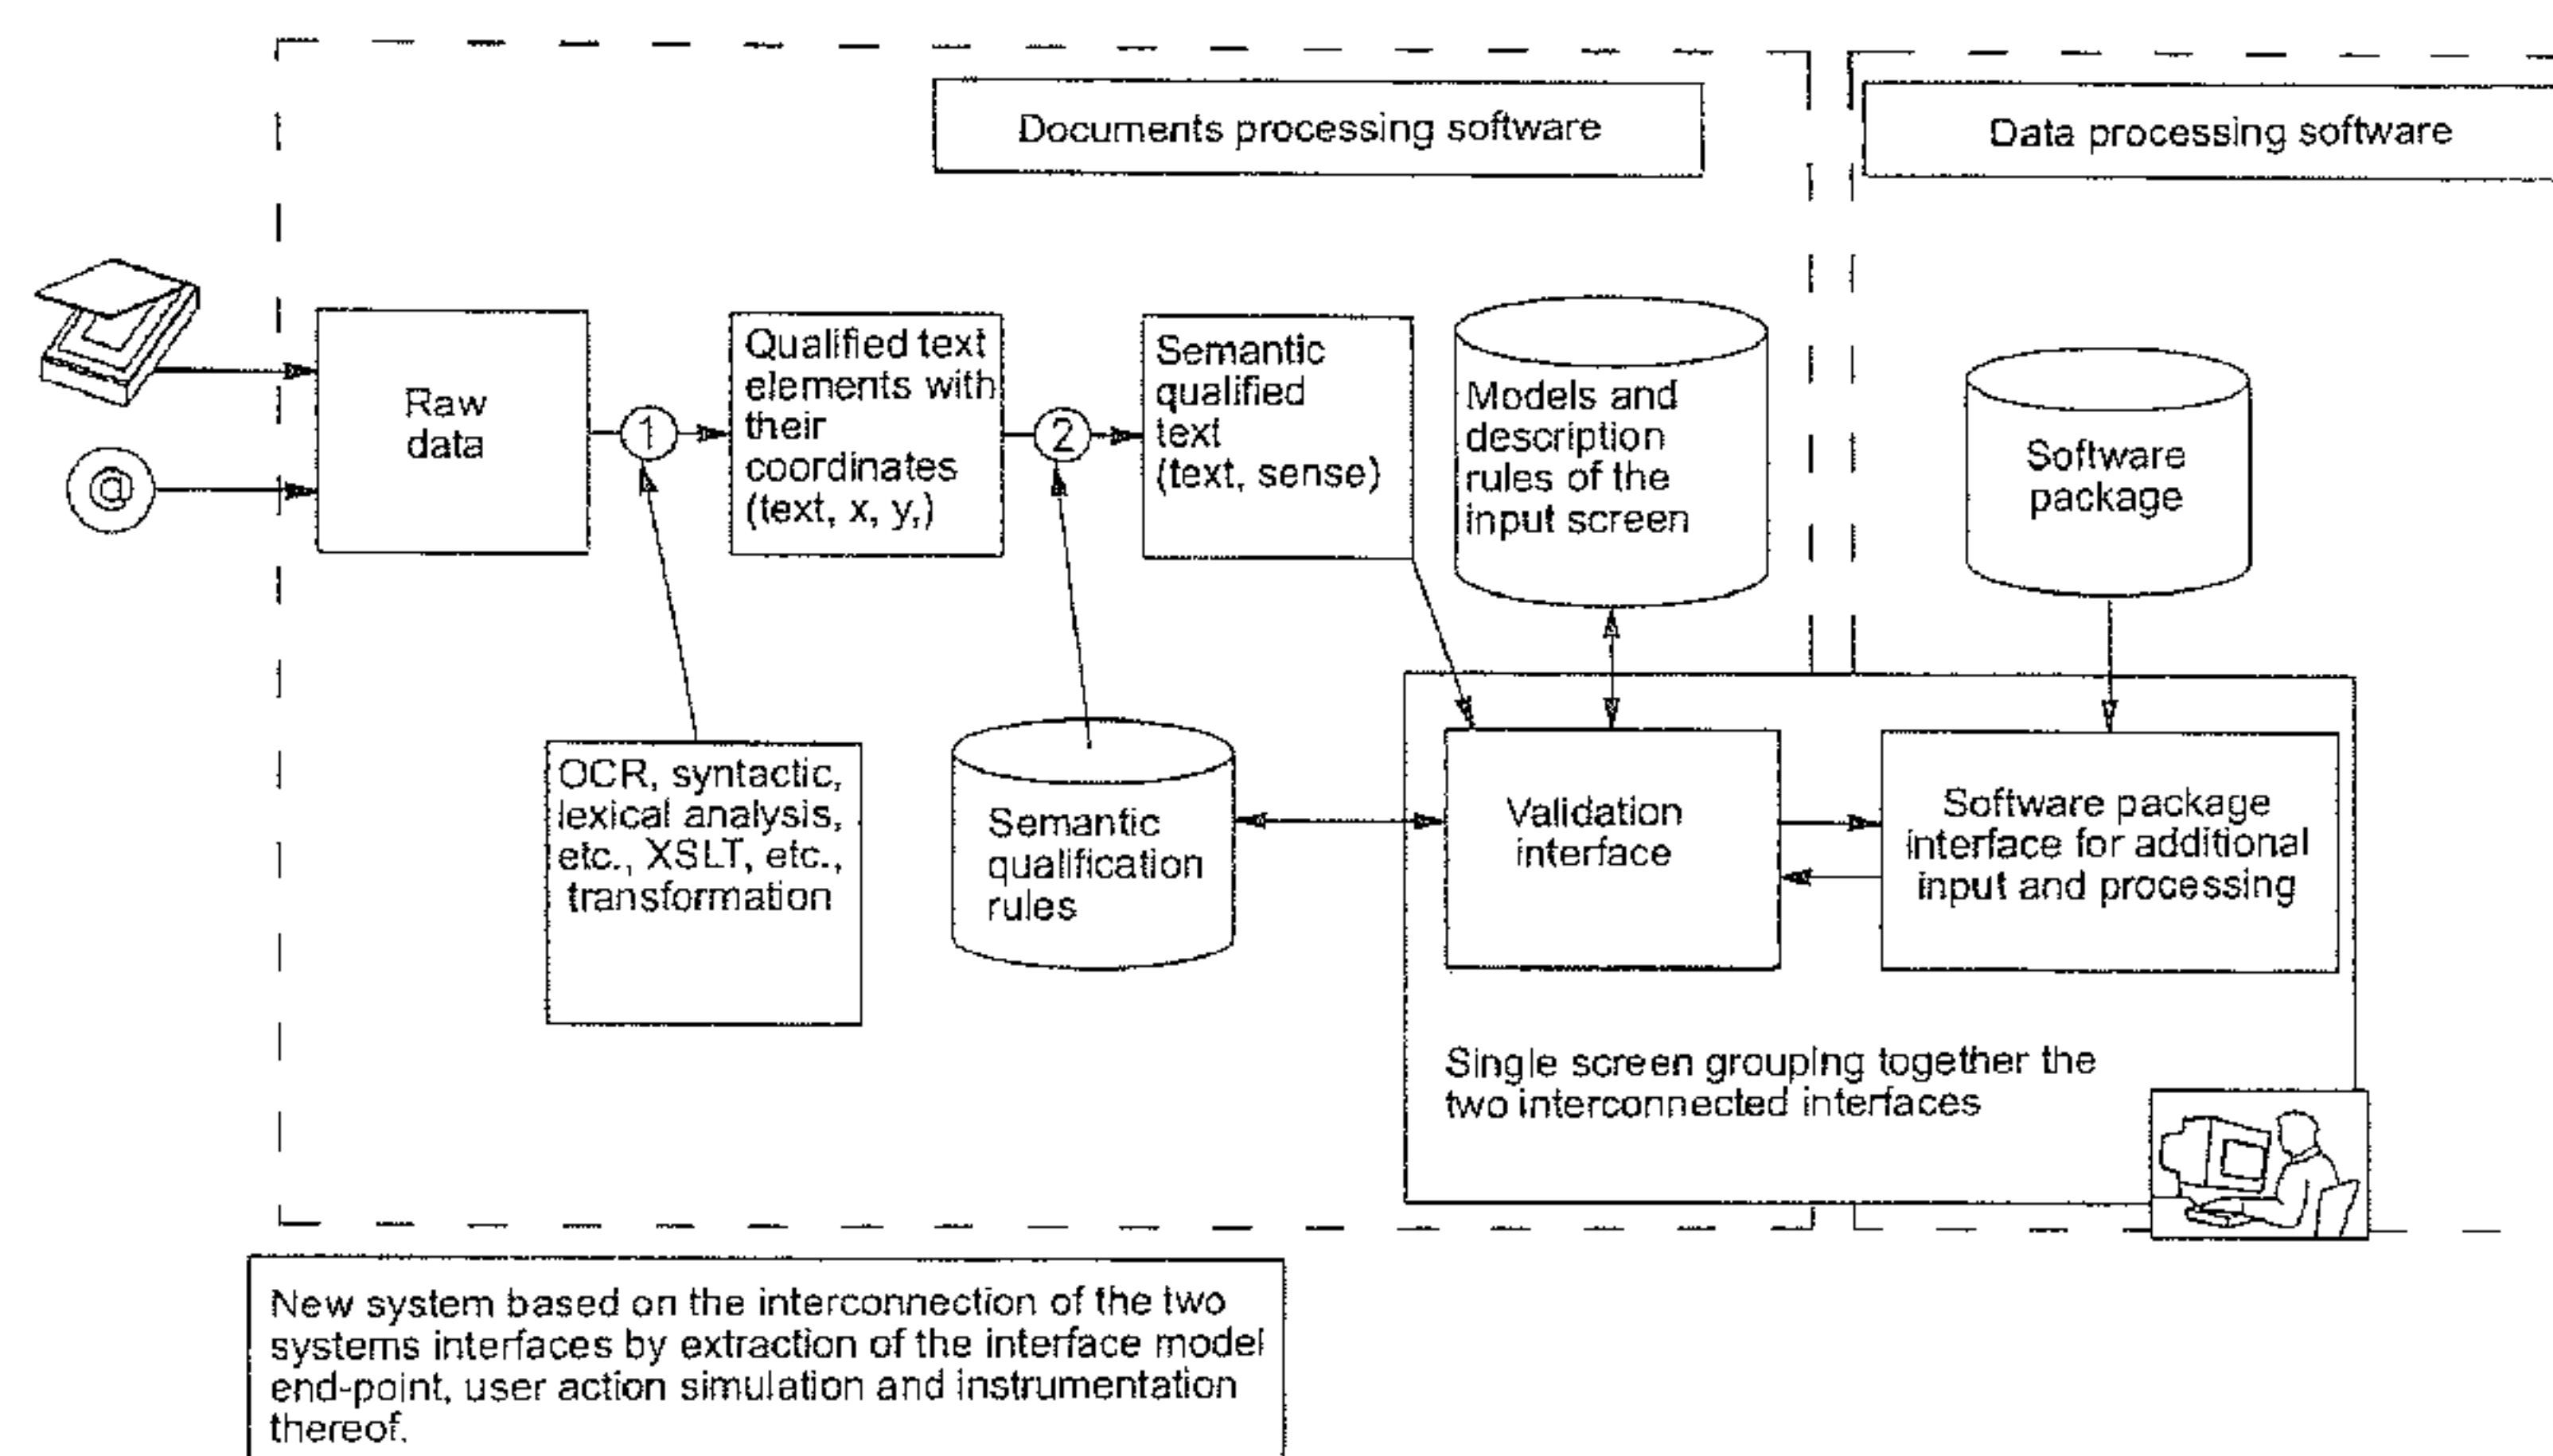 Documents processing software
Data processing software
Raw
data
@
1
Qualified text
elements with
their
coordinates
(text, x, y,)
2
Semantic
qualified
text
(text, sense)
Models and
description
rules of the
input screen
Software
package
OCR, syntactic,
lexical analysis,
etc., XSLT, etc.,
transformation
Semantic
qualification
rules
Validation
interface
Software package
interface for additional
input and processing
Single screen grouping together the
two interconnected interfaces
New system based on the interconnection of the two
systems interfaces by extraction of the interface model
end-point, user action simulation and instrumentation
thereof.